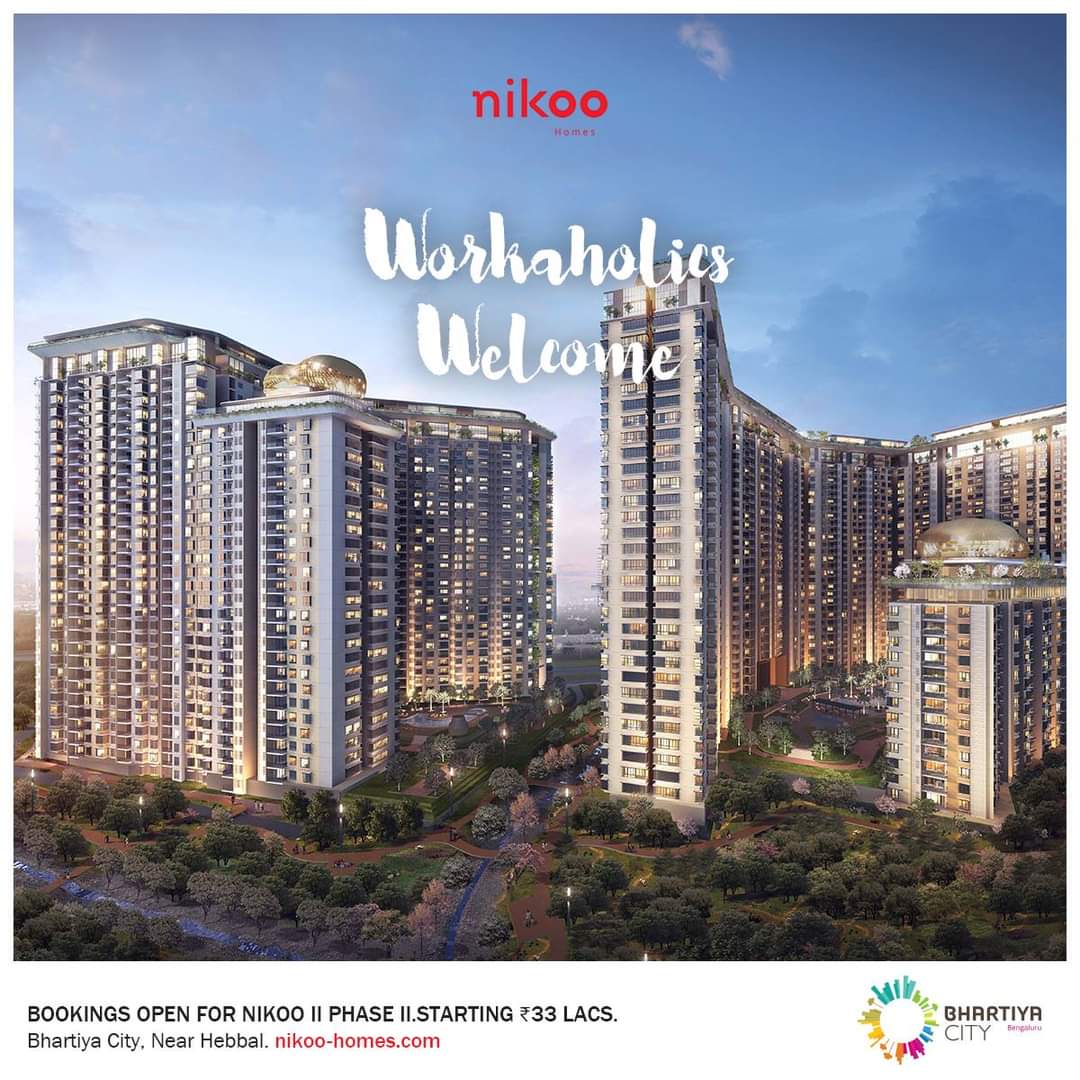 nikoo
Homes
Workaholics
Welcome
BOOKINGS OPEN FOR NIKOO II PHASE II.STARTING ₹33 LACS.
Bhartiya City, Near Hebbal. nikoo-homes.com
BHARTIYA
CITY Bengaluru